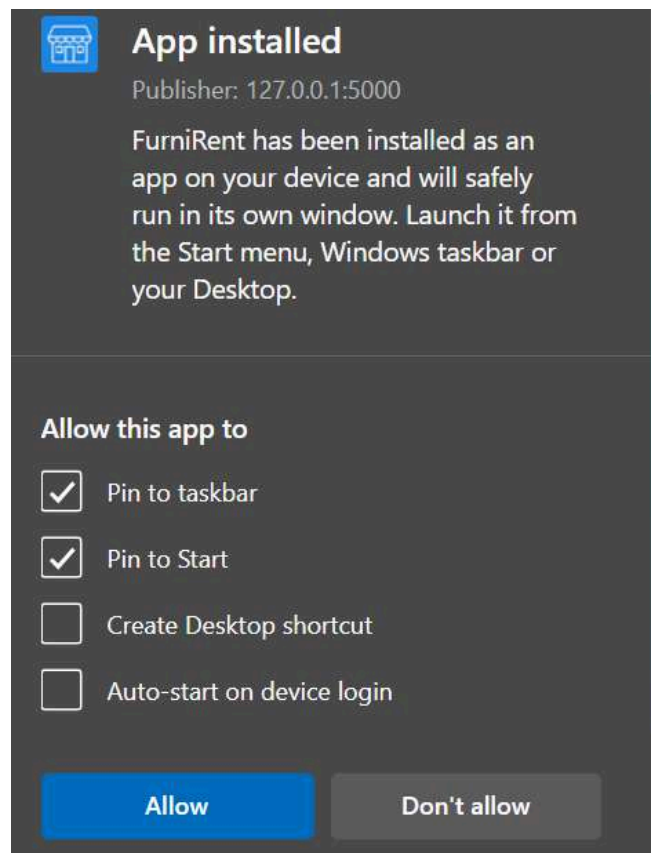 App installed
Publisher: 127.0.0.1:5000
FurniRent has been installed as an
app on your device and will safely
run in its own window. Launch it from
the Start menu, Windows taskbar or
your Desktop.
Allow this app to
Pin to taskbar
Pin to Start
Create Desktop shortcut
Auto-start on device login
Allow
Don't allow